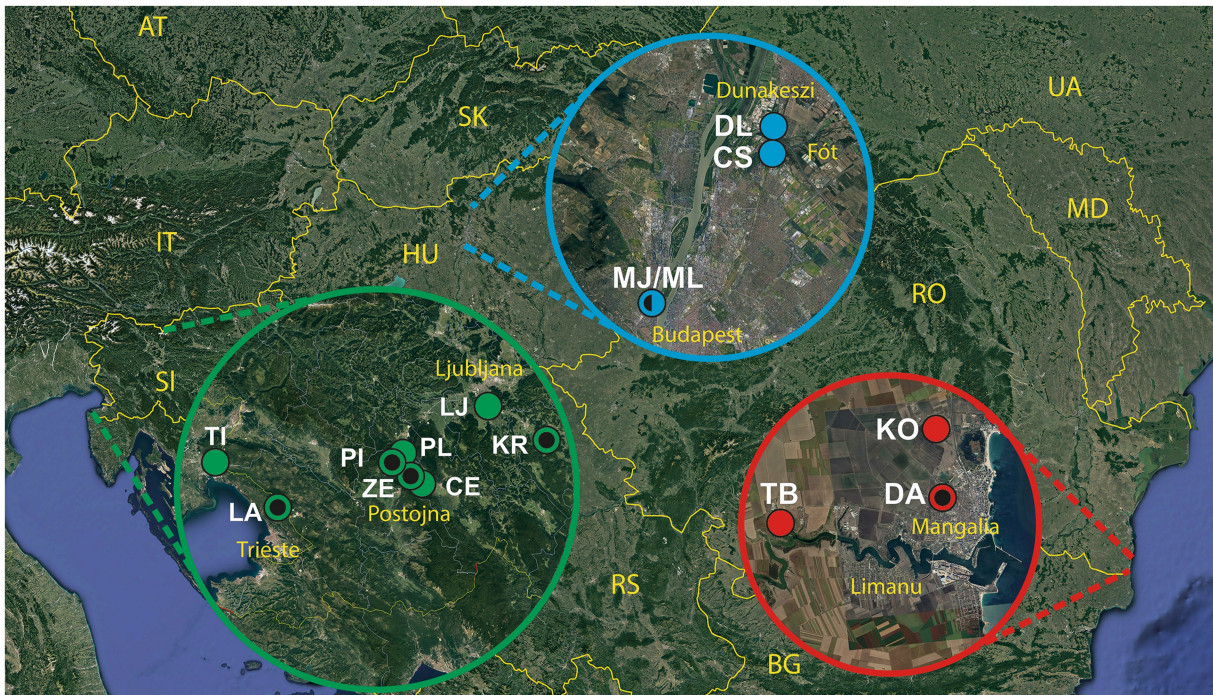 AT
SK
UA
MD
IT
HU
RO
SI
RS
BG
Dunakeszi
DL
CS
Fót
MJ/ML
Budapest
Ljubljana
LJ
KR
TI
PI
PL
ZE
CE
Postojna
LA
Trieste
KO
TB
DA
Mangalia
Limanu